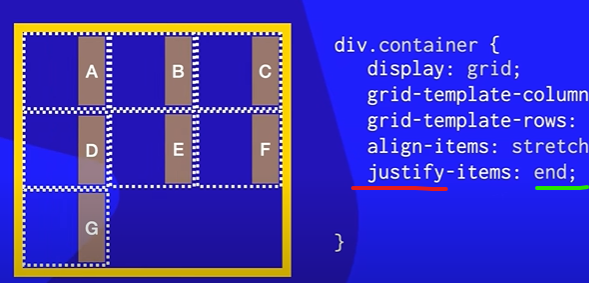 A B C
D E F
G
div.container {
display: grid;
grid-template-column
grid-template-rows:
align-items: stretch
justify-items: end;
}